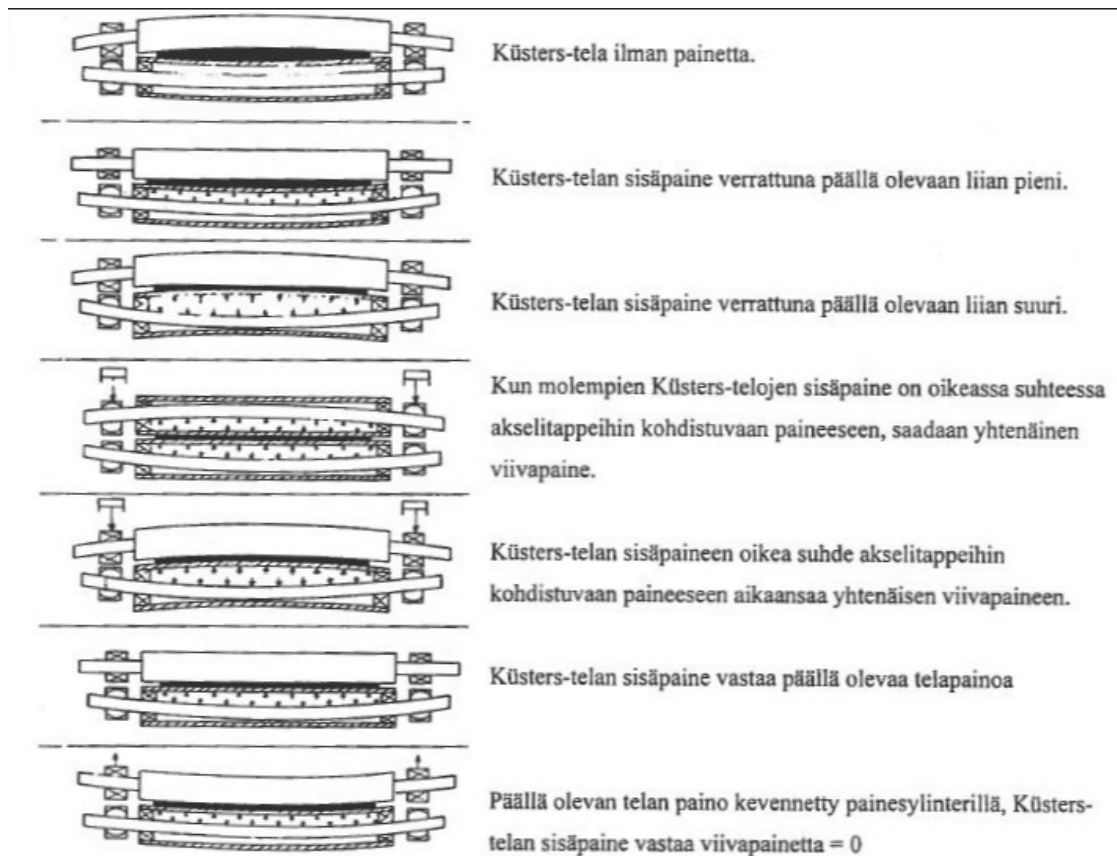 Küsters-tela ilman painetta.
Küsters-telan sisäpaine verrattuna päällä olevaan liian pieni.
Küsters-telan sisäpaine verrattuna päällä olevaan liian suuri.
Kun molempien Küsters-telojen sisäpaine on oikeassa suhteessa
akselitappeihin kohdistuvaan paineeseen, saadaan yhtenäinen
viivapaine.
Küsters-telan sisäpaineen oikea suhde akselitappeihin
kohdistuvaan paineeseen aikaansaa yhtenäisen viivapaineen.
Küsters-telan sisäpaine vastaa päällä olevaa telapainoa
Päällä olevan telan paino kevennetty painesylinterillä, Küsters-
telan sisäpaine vastaa viivapainetta = 0